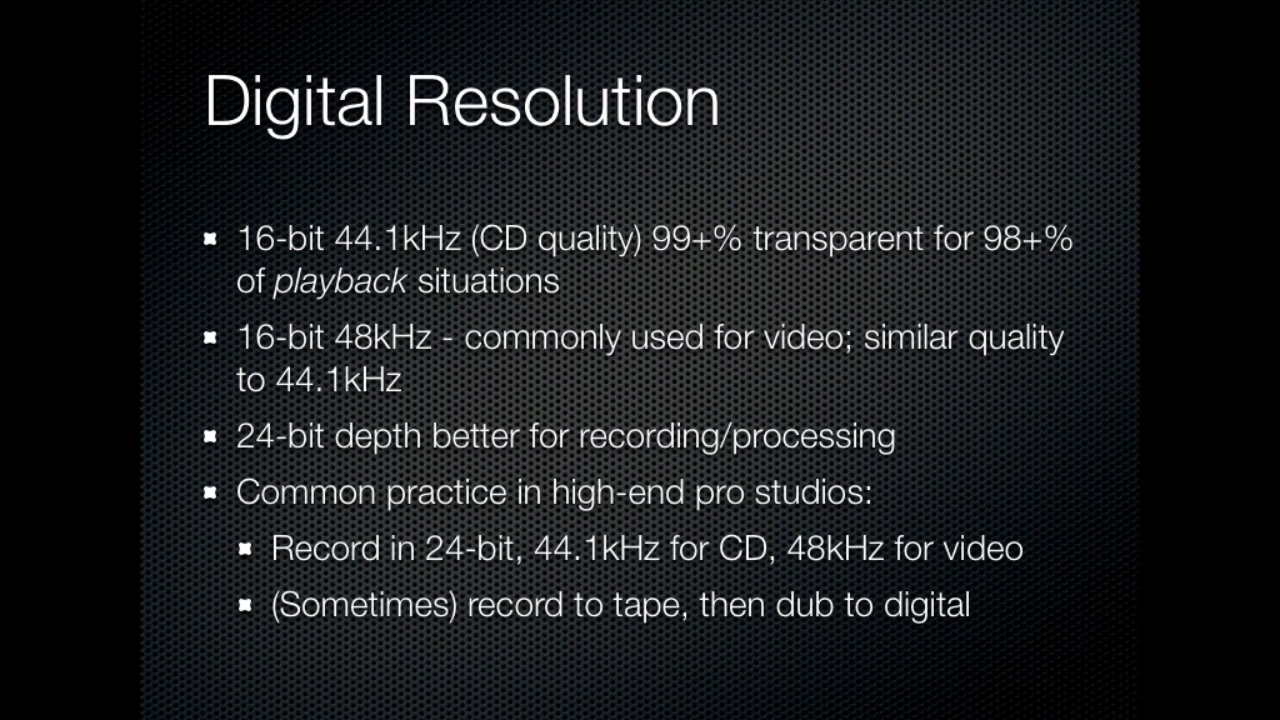 Digital Resolution
16-bit 44.1kHz (CD quality) 99+% transparent for 98+%
of playback situations
16-bit 48kHz - commonly used for video; similar quality
to 44.1kHz
24-bit depth better for recording/processing
Common practice in high-end pro studios:
Record in 24-bit, 44.1kHz for CD, 48kHz for video
(Sometimes) record to tape, then dub to digital